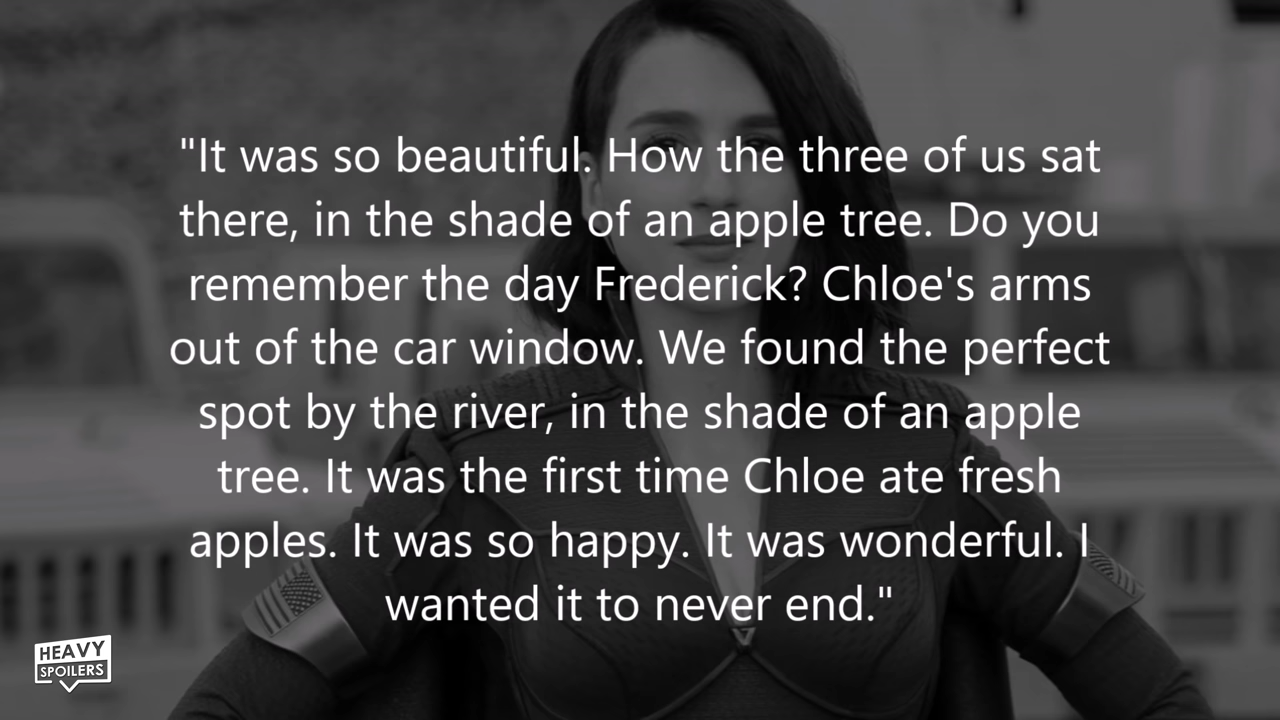 "It was so beautiful. How the three of us sat
there, in the shade of an apple tree. Do you
remember the day Frederick? Chloe's arms
out of the car window. We found the perfect
spot by the river, in the shade of an apple
tree. It was the first time Chloe ate fresh
apples. It was so happy. It was wonderful. I
wanted it to never end."
HEAVY
SPOILERS